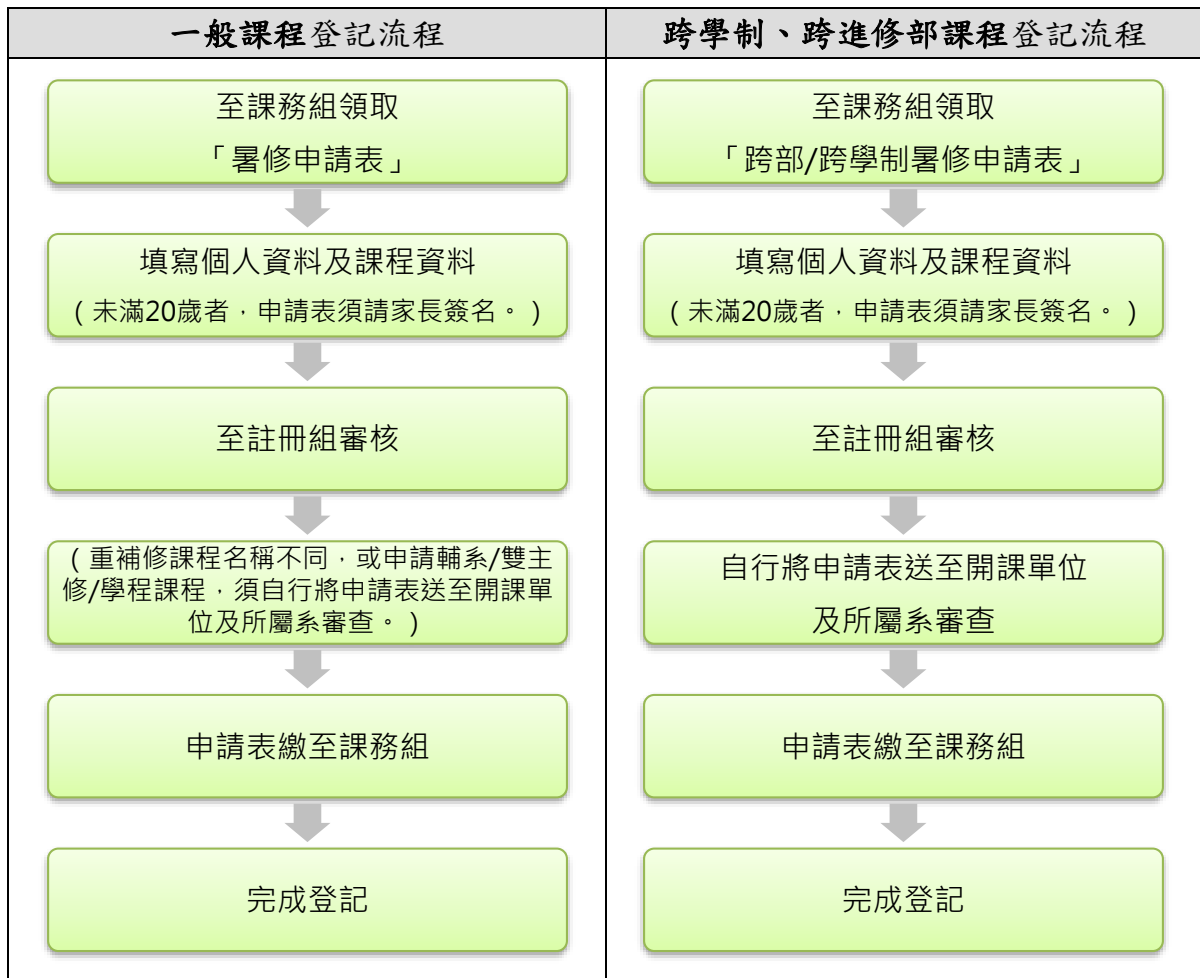 一般課程登記流程
至課務組領取
「暑修申請表」
填寫個人資料及課程資料
（未滿20歲者，申請表須請家長簽名。）
至註冊組審核
（重補修課程名稱不同，或申請輔系/雙主
修/學程課程，須自行將申請表送至開課單
位及所屬系審查。）
申請表繳至課務組
完成登記
跨學制、跨進修部課程登記流程
至課務組領取
「跨部/跨學制暑修申請表」
填寫個人資料及課程資料
（未滿20歲者，申請表須請家長簽名。）
至註冊組審核
自行將申請表送至開課單位
及所屬系審查
申請表繳至課務組
完成登記